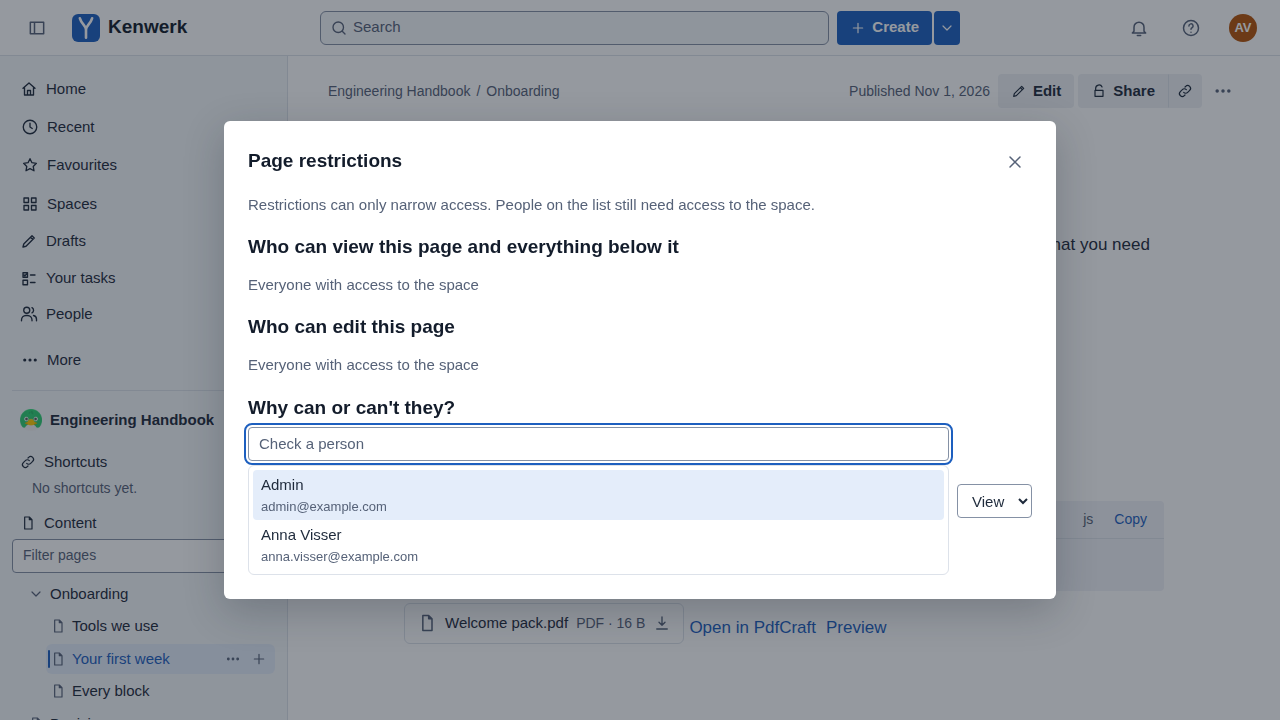 Kenwerk
Search
Create
AV
Home
Recent
Favourites
Spaces
Drafts
Your tasks
People
More
Engineering Handbook
Shortcuts
No shortcuts yet.
Content
Filter pages
Onboarding
Tools we use
Your first week
Every block
Engineering Handbook / Onboarding
Published Nov 1, 2026
Edit
Share
Page restrictions
Restrictions can only narrow access. People on the list still need access to the space.
Who can view this page and everything below it
Everyone with access to the space
Who can edit this page
Everyone with access to the space
Why can or can't they?
Check a person
Admin
admin@example.com
Anna Visser
anna.visser@example.com
View
you need
js Copy
Welcome pack.pdf PDF · 16 B
Open in PdfCraft Preview